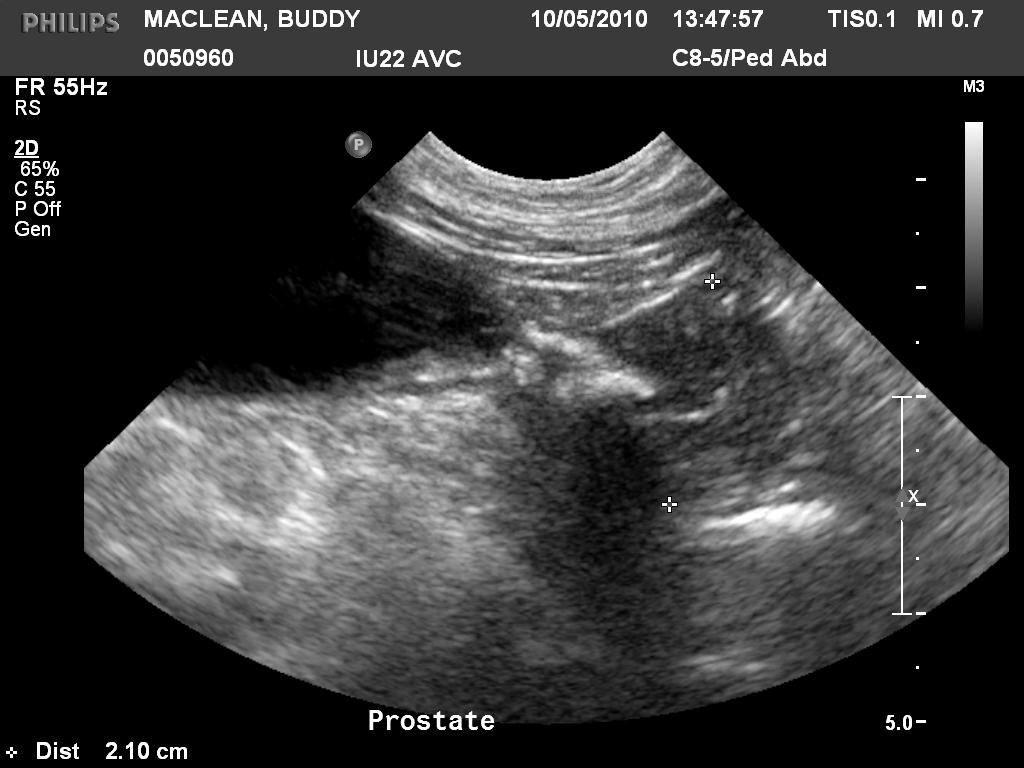 PHILIPS
MACLEAN, BUDDY 10/05/2010 13:47:57 TIS0.1 MI 0.7
0050960 IU22 AVC C8-5/Ped Abd
FR 55Hz
RS
M3
2D
65%
C 55
P Off
Gen
P
X
Prostate
5.0
Dist 2.10 cm